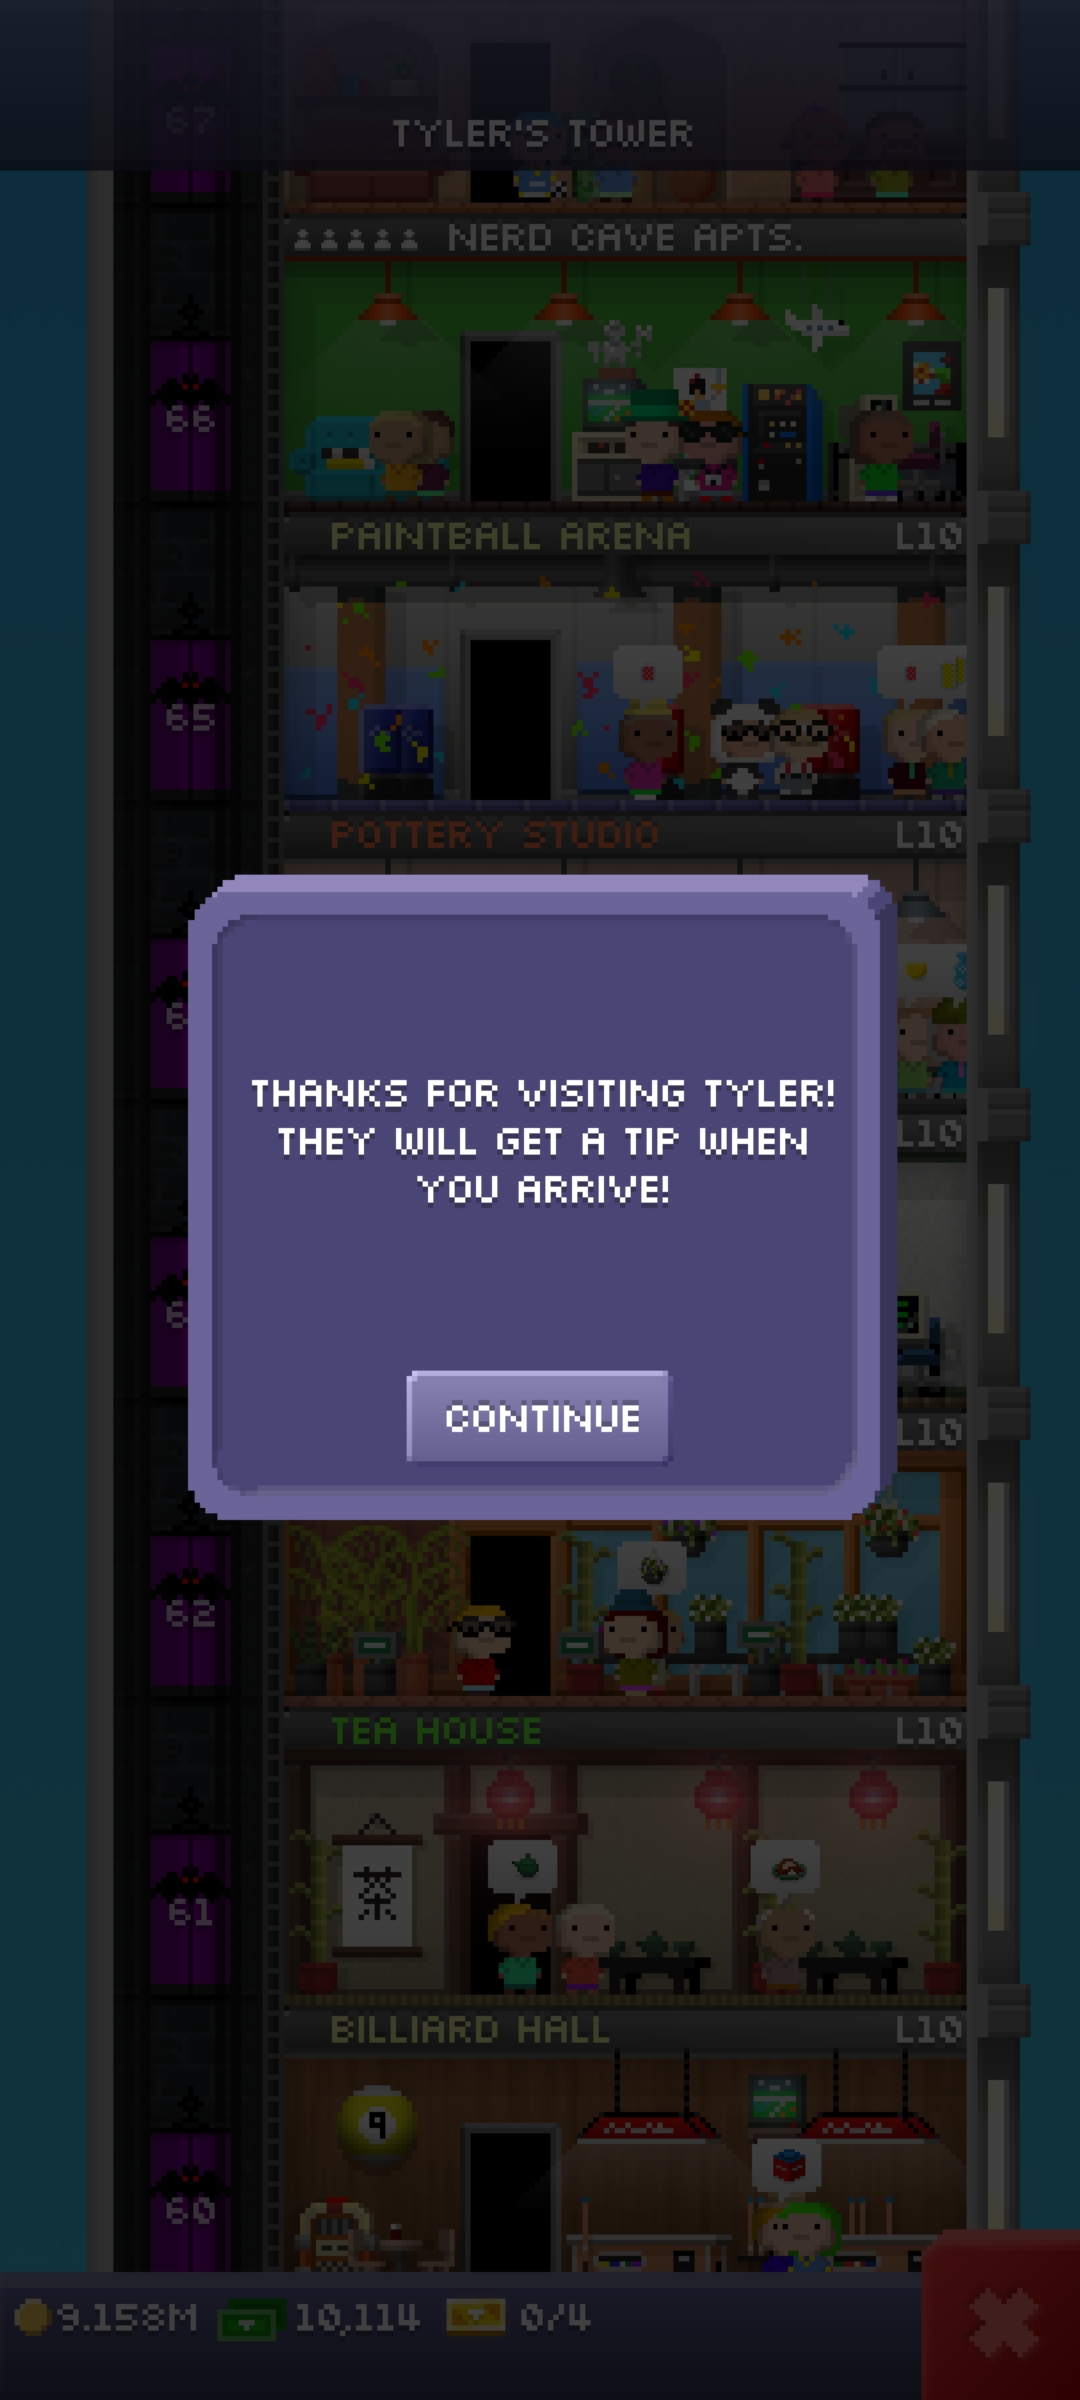 67
TYLER'S TOWER
NERD CAVE APTS.
66
PAINTBALL ARENA L10
65
POTTERY STUDIO L10
6
L10
THANKS FOR VISITING TYLER!
THEY WILL GET A TIP WHEN
YOU ARRIVE!
6
CONTINUE
L10
62
TEA HOUSE L10
茶
61
BILLIARD HALL L10
9
60
9.158M 10,114 0/4